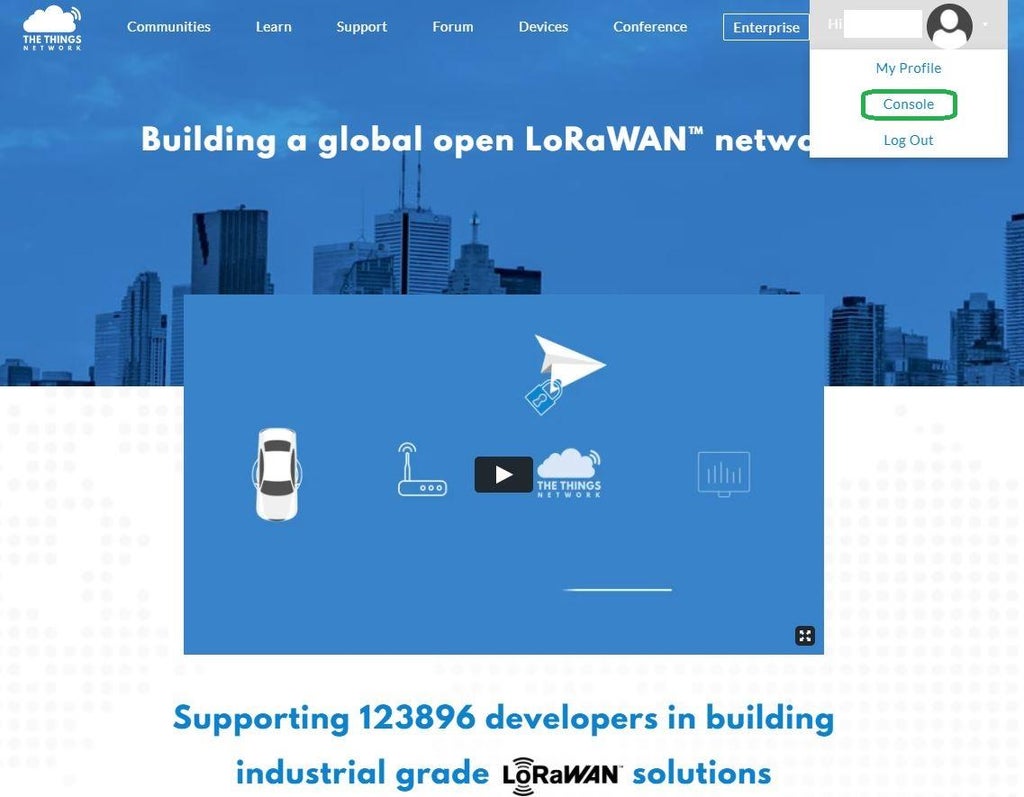 THE THINGS
NETWORK
Communities
Learn
Support
Forum
Devices
Conference
Enterprise
Hi
My Profile
Console
Log Out
Building a global open LoRaWAN™ netwo
THE THINGS
NETWORK
Supporting 123896 developers in building
industrial grade LoRaWAN™ solutions